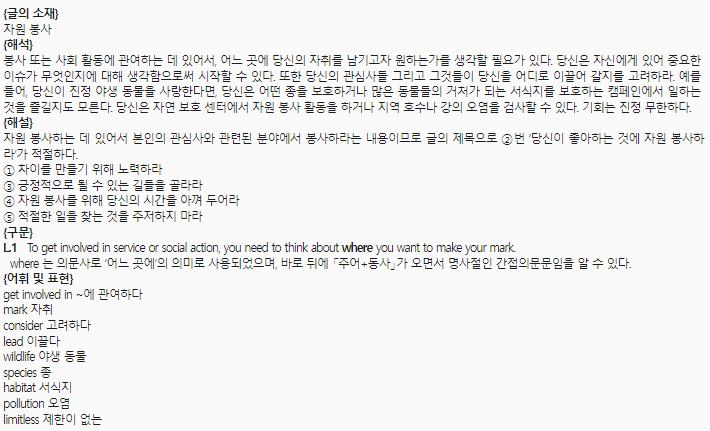 {글의 소재}
자원 봉사
{해석}
봉사 또는 사회 활동에 관여하는 데 있어서, 어느 곳에 당신의 자취를 남기고자 원하는가를 생각할 필요가 있다. 당신은 자신에게 있어 중요한
이슈가 무엇인지에 대해 생각함으로써 시작할 수 있다. 또한 당신의 관심사들 그리고 그것들이 당신을 어디로 이끌어 갈지를 고려하라. 예를
들어, 당신이 진정 야생 동물을 사랑한다면, 당신은 어떤 종을 보호하거나 많은 동물들의 거처가 되는 서식지를 보호하는 캠페인에서 일하는
것을 즐길지도 모른다. 당신은 자연 보호 센터에서 자원 봉사 활동을 하거나 지역 호수나 강의 오염을 검사할 수 있다. 기회는 진정 무한하다.
{해설}
자원 봉사하는 데 있어서 본인의 관심사와 관련된 분야에서 봉사하라는 내용이므로 글의 제목으로 ②번 '당신이 좋아하는 것에 자원 봉사하
라'가 적절하다.
① 차이를 만들기 위해 노력하라
③ 긍정적으로 될 수 있는 길들을 골라라
④ 자원 봉사를 위해 당신의 시간을 아껴 두어라
⑤ 적절한 일을 찾는 것을 주저하지 마라
{구문}
L.1 To get involved in service or social action, you need to think about where you want to make your mark.
where 는 의문사로 '어느 곳에'의 의미로 사용되었으며, 바로 뒤에 「주어+동사」가 오면서 명사절인 간접의문문임을 알 수 있다.
{어휘 및 표현}
get involved in ~에 관여하다
mark 자취
consider 고려하다
lead 이끌다
wildlife 야생 동물
species 종
habitat 서식지
pollution 오염
limitless 제한이 없는